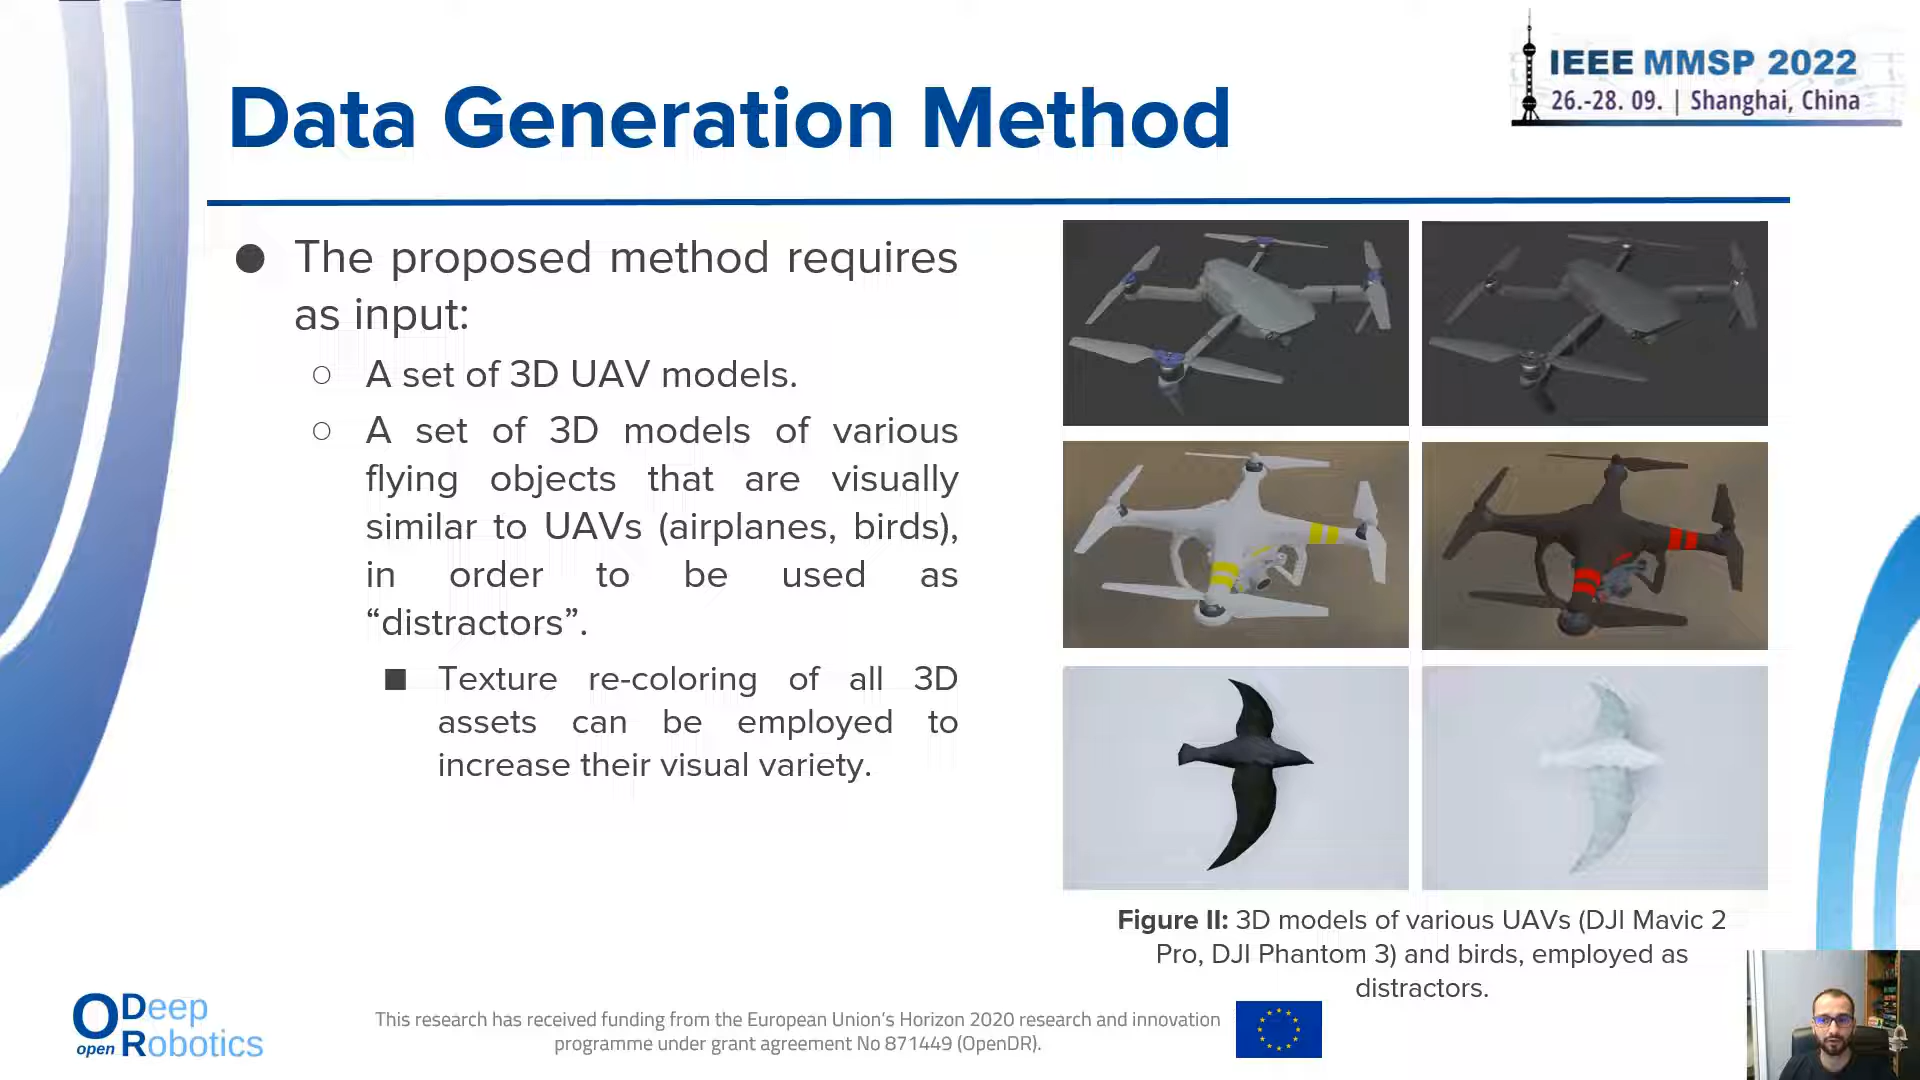 IEEE MMSP 2022
26.-28. 09. | Shanghai, China
Data Generation Method
● The proposed method requires
as input:
○ A set of 3D UAV models.
○ A set of 3D models of various
flying objects that are visually
similar to UAVs (airplanes, birds),
in order to be used as
“distractors”.
■ Texture re-coloring of all 3D
assets can be employed to
increase their visual variety.
Figure II: 3D models of various UAVs (DJI Mavic 2
Pro, DJI Phantom 3) and birds, employed as
distractors.
Deep
open Robotics
This research has received funding from the European Union’s Horizon 2020 research and innovation
programme under grant agreement No 871449 (OpenDR).